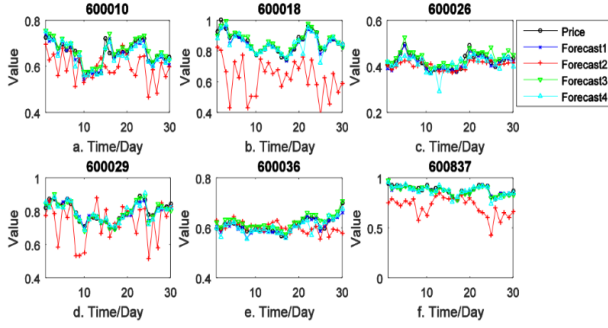 600010
600018
600026
0.8
0.6
0.4
Value
10
20
30
a. Time/Day
1
0.8
0.6
0.4
Value
10
20
30
b. Time/Day
0.6
0.4
0.2
Value
10
20
30
c. Time/Day
Price
Forecast1
Forecast2
Forecast3
Forecast4
600029
600036
600837
1
0.8
0.6
0.4
Value
10
20
30
d. Time/Day
0.8
0.6
0.4
Value
10
20
30
e. Time/Day
1
0.5
0
Value
10
20
30
f. Time/Day